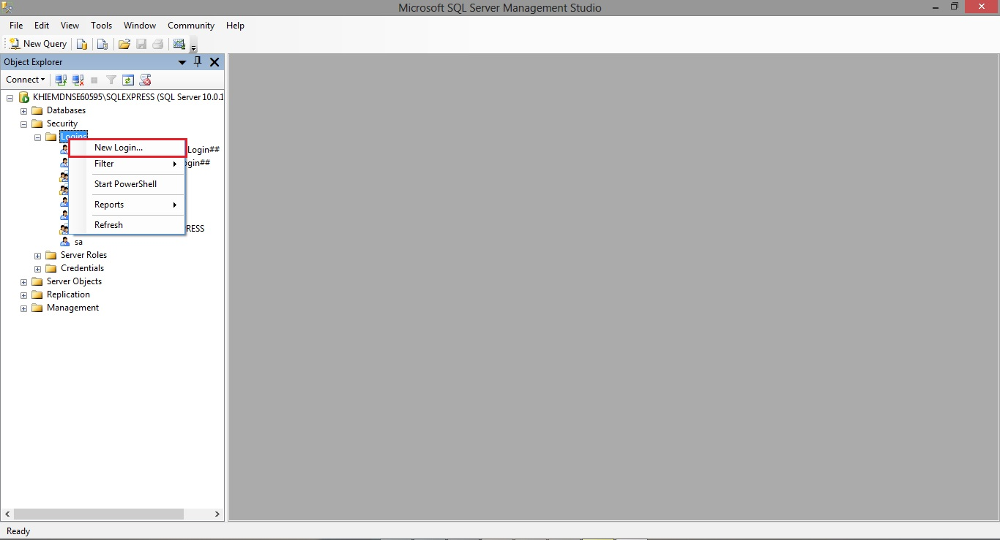 Microsoft SQL Server Management Studio
File Edit View Tools Window Community Help
New Query
Object Explorer
Connect
KHIEMDNSE60595\SQLEXPRESS (SQL Server 10.0.1
Databases
Security
Logins
New Login...
Login##
Filter
gin##
Start PowerShell
Reports
Refresh
RESS
sa
Server Roles
Credentials
Server Objects
Replication
Management
Ready